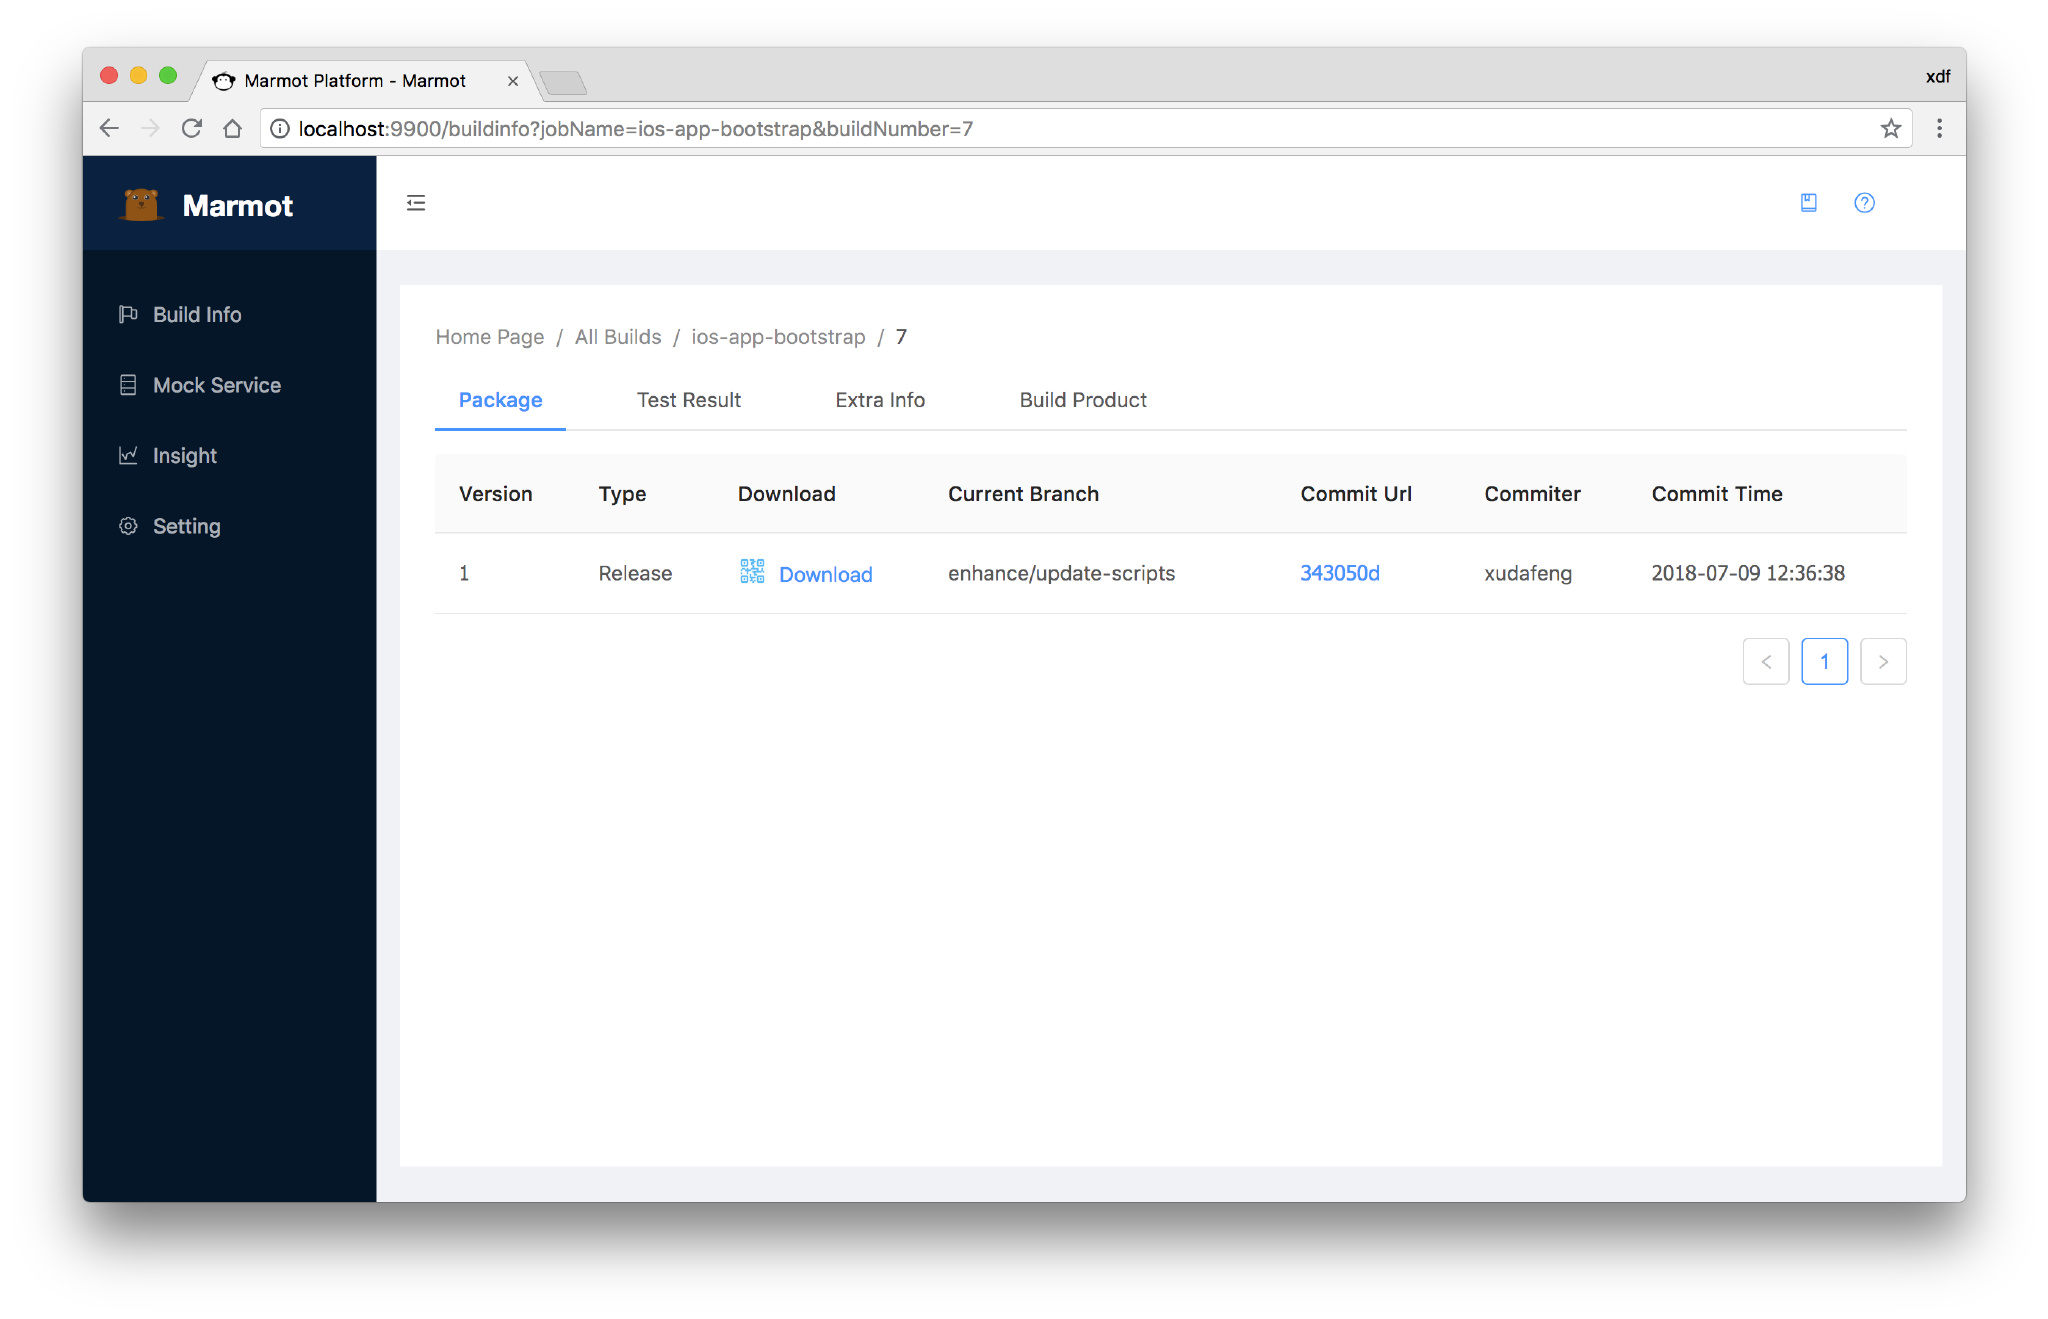 Marmot Platform - Marmot
xdf
localhost:9900/buildinfo?jobName=ios-app-bootstrap&buildNumber=7
Marmot
Build Info
Mock Service
Insight
Setting
Home Page / All Builds / ios-app-bootstrap / 7
Package Test Result Extra Info Build Product
Version Type Download Current Branch Commit Url Commiter Commit Time
1 Release Download enhance/update-scripts 343050d xudafeng 2018-07-09 12:36:38
< 1 >